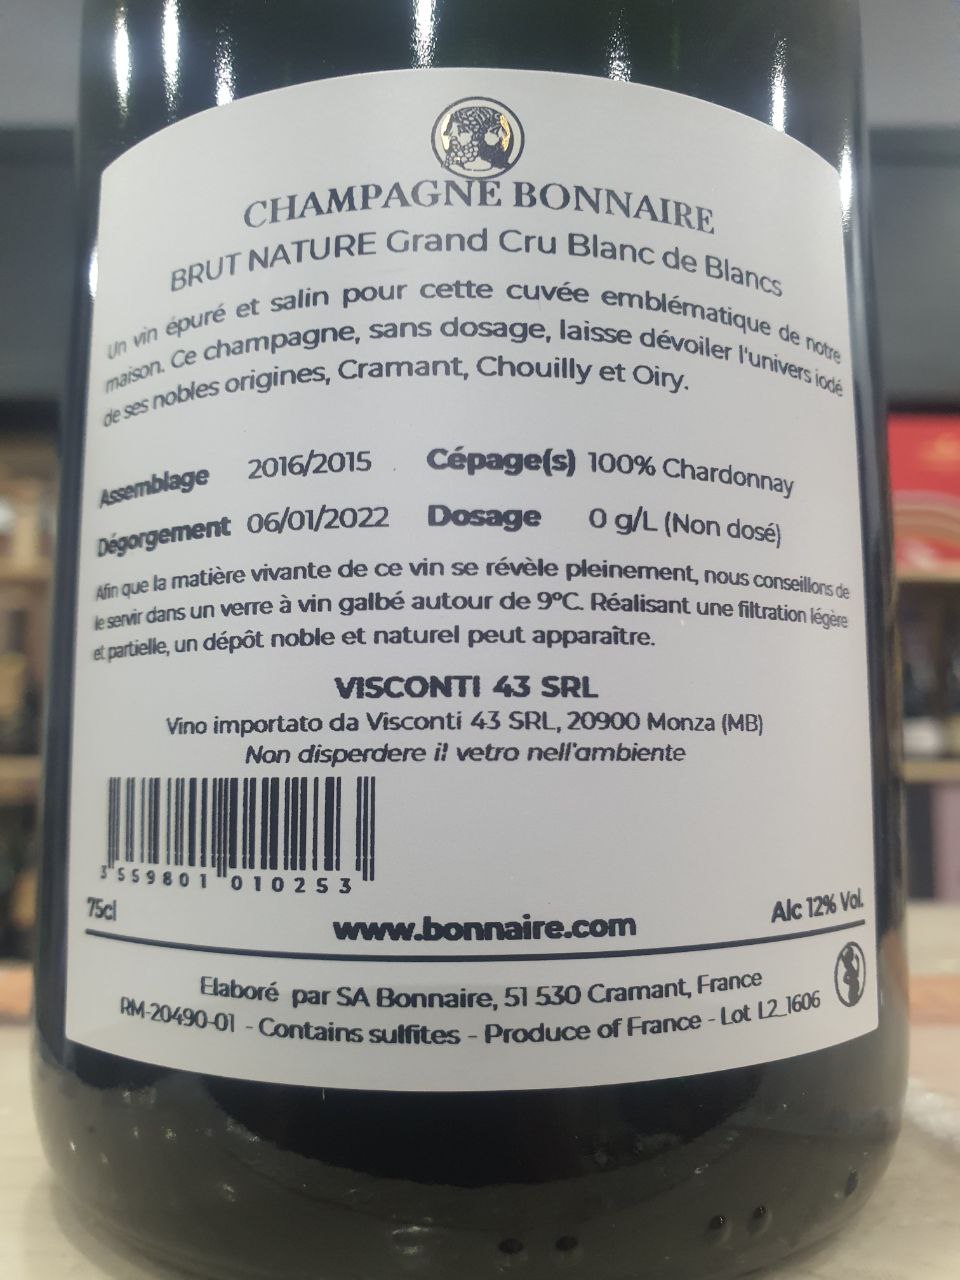 CHAMPAGNE BONNAIRE
BRUT NATURE Grand Cru Blanc de Blancs
Un vin épuré et salin pour cette cuvée emblématique de notre
maison. Ce champagne, sans dosage, laisse dévoiler l'univers iodé
de ses nobles origines, Cramant, Chouilly et Oiry.
Assemblage 2016/2015 Cépage(s) 100% Chardonnay
Dégorgement 06/01/2022 Dosage 0 g/L (Non dosé)
Afin que la matière vivante de ce vin se révèle pleinement, nous conseillons de
le servir dans un verre à vin galbé autour de 9°C. Réalisant une filtration légère
et partielle, un dépôt noble et naturel peut apparaître.
VISCONTI 43 SRL
Vino importato da Visconti 43 SRL, 20900 Monza (MB)
Non disperdere il vetro nell'ambiente
3 559801 010253
75cl www.bonnaire.com Alc 12% Vol.
Elaboré par SA Bonnaire, 51 530 Cramant, France
RM-20490-01 - Contains sulfites - Produce of France - Lot L2_1606